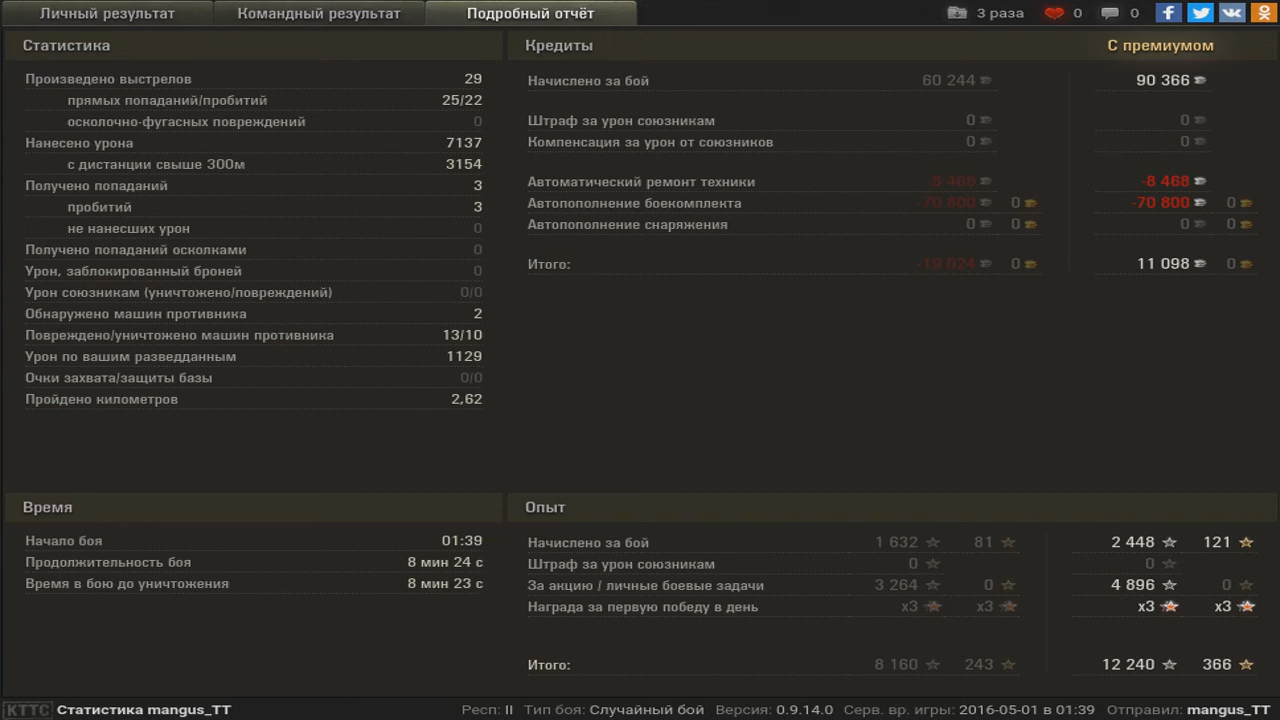 Личный результат Командный результат Подробный отчёт 3 раза 0 0
Статистика
Произведено выстрелов 29
прямых попаданий/пробитий 25/22
осколочно-фугасных повреждений 0
Нанесено урона 7137
с дистанции свыше 300м 3154
Получено попаданий 3
пробитий 3
не нанесших урон 0
Получено попаданий осколками 0
Урон, заблокированный броней 0
Урон союзникам (уничтожено/повреждений) 0/0
Обнаружено машин противника 2
Повреждено/уничтожено машин противника 13/10
Урон по вашим разведданным 1129
Очки захвата/защиты базы 0/0
Пройдено километров 2,62
Кредиты С премиумом
Начислено за бой 60 244 90 366
Штраф за урон союзникам 0 0
Компенсация за урон от союзников 0 0
Автоматический ремонт техники -8 468 -8 468
Автопополнение боекомплекта -70 800 0 -70 800 0
Автопополнение снаряжения 0 0 0 0
Итого: -19 024 0 11 098 0
Время
Начало боя 01:39
Продолжительность боя 8 мин 24 с
Время в бою до уничтожения 8 мин 23 с
Опыт
Начислено за бой 1 632 81 2 448 121
Штраф за урон союзникам 0 0
За акцию / личные боевые задачи 3 264 0 4 896 0
Награда за первую победу в день x3 x3 x3 x3
Итого: 8 160 243 12 240 366
КТТС Статистика mangus_TT Респ: II Тип боя: Случайный бой Версия: 0.9.14.0 Серв. вр. игры: 2016-05-01 в 01:39 Отправил: mangus_TT